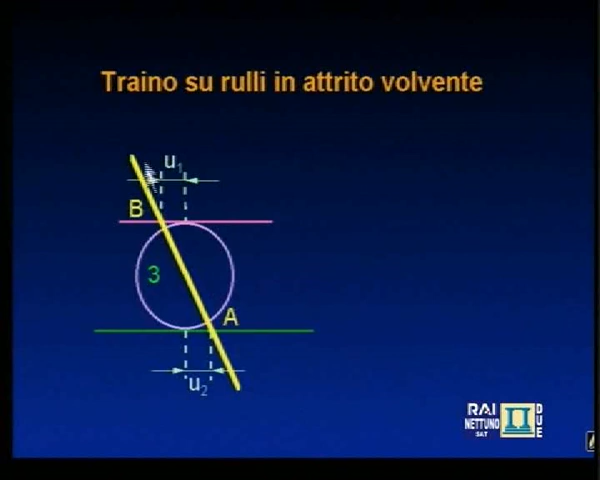 Traino su rulli in attrito volvente
u1
B
3
A
u2
RAI
NETTUNO
SAT
DUE